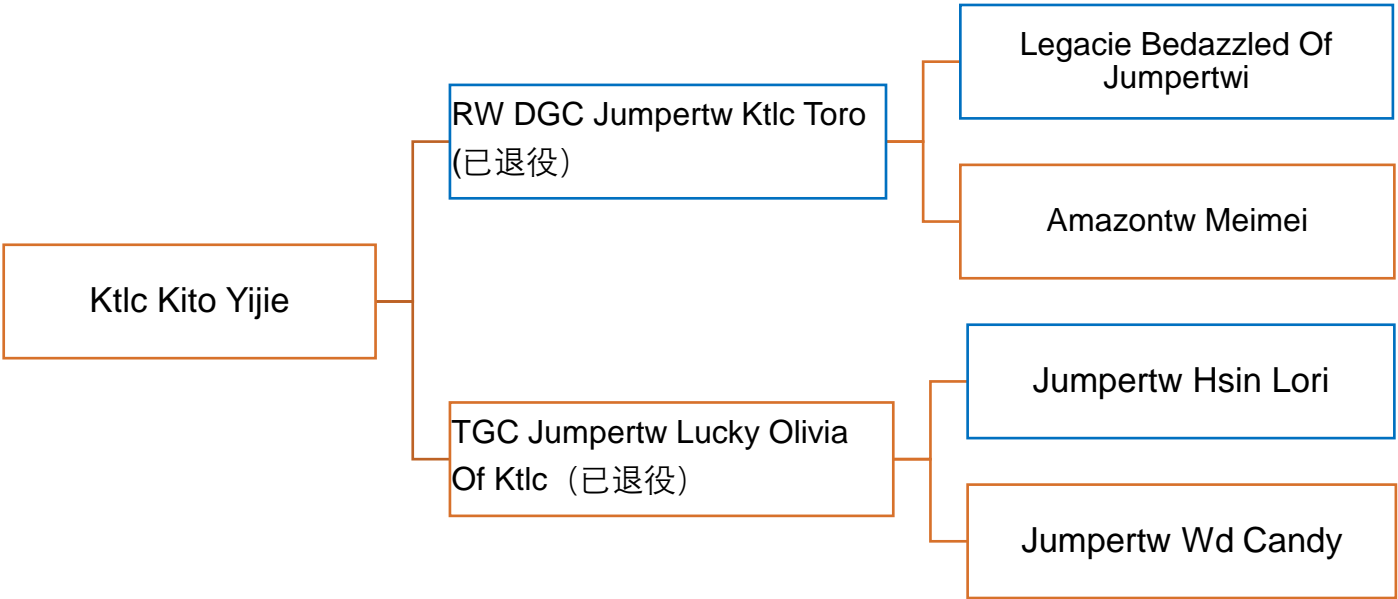 Legacie Bedazzled Of
Jumpertwi
RW DGC Jumpertw Ktlc Toro
(已退役）
Amazontw Meimei
Ktlc Kito Yijie
Jumpertw Hsin Lori
TGC Jumpertw Lucky Olivia
Of Ktlc（已退役）
Jumpertw Wd Candy